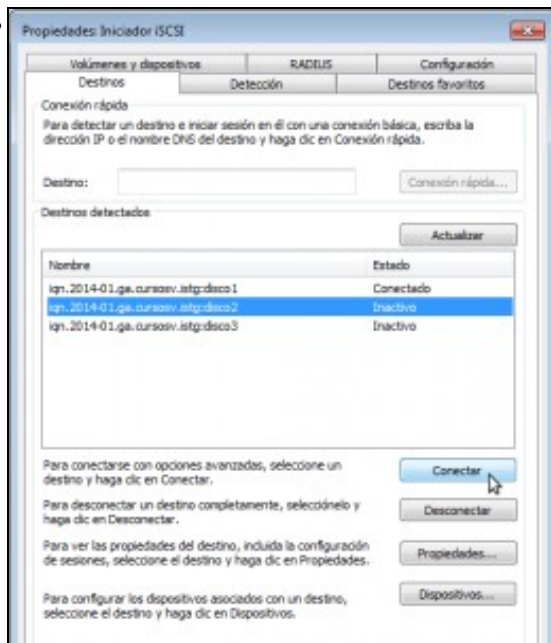 Propiedades: Iniciador iSCSI
Volúmenes y dispositivos RADIUS Configuración
Destinos Detección Destinos favoritos
Conexión rápida
Para detectar un destino e iniciar sesión en él con una conexión básica, escriba la
dirección IP o el nombre DNS del destino y haga clic en Conexión rápida.
Destino: Conexión rápida...
Destinos detectados
Actualizar
Nombre Estado
iqn.2014-01.ga.cursosv.istg:disco1 Conectado
iqn.2014-01.ga.cursosv.istg:disco2 Inactivo
iqn.2014-01.ga.cursosv.istg:disco3 Inactivo
Para conectarse con opciones avanzadas, seleccione un
destino y haga clic en Conectar.
Conectar
Para desconectar un destino completamente, selecciónelo y
haga clic en Desconectar.
Desconectar
Para ver las propiedades del destino, incluida la configuración
de sesiones, seleccione el destino y haga clic en Propiedades.
Propiedades...
Para configurar los dispositivos asociados con un destino,
seleccione el destino y haga clic en Dispositivos.
Dispositivos...